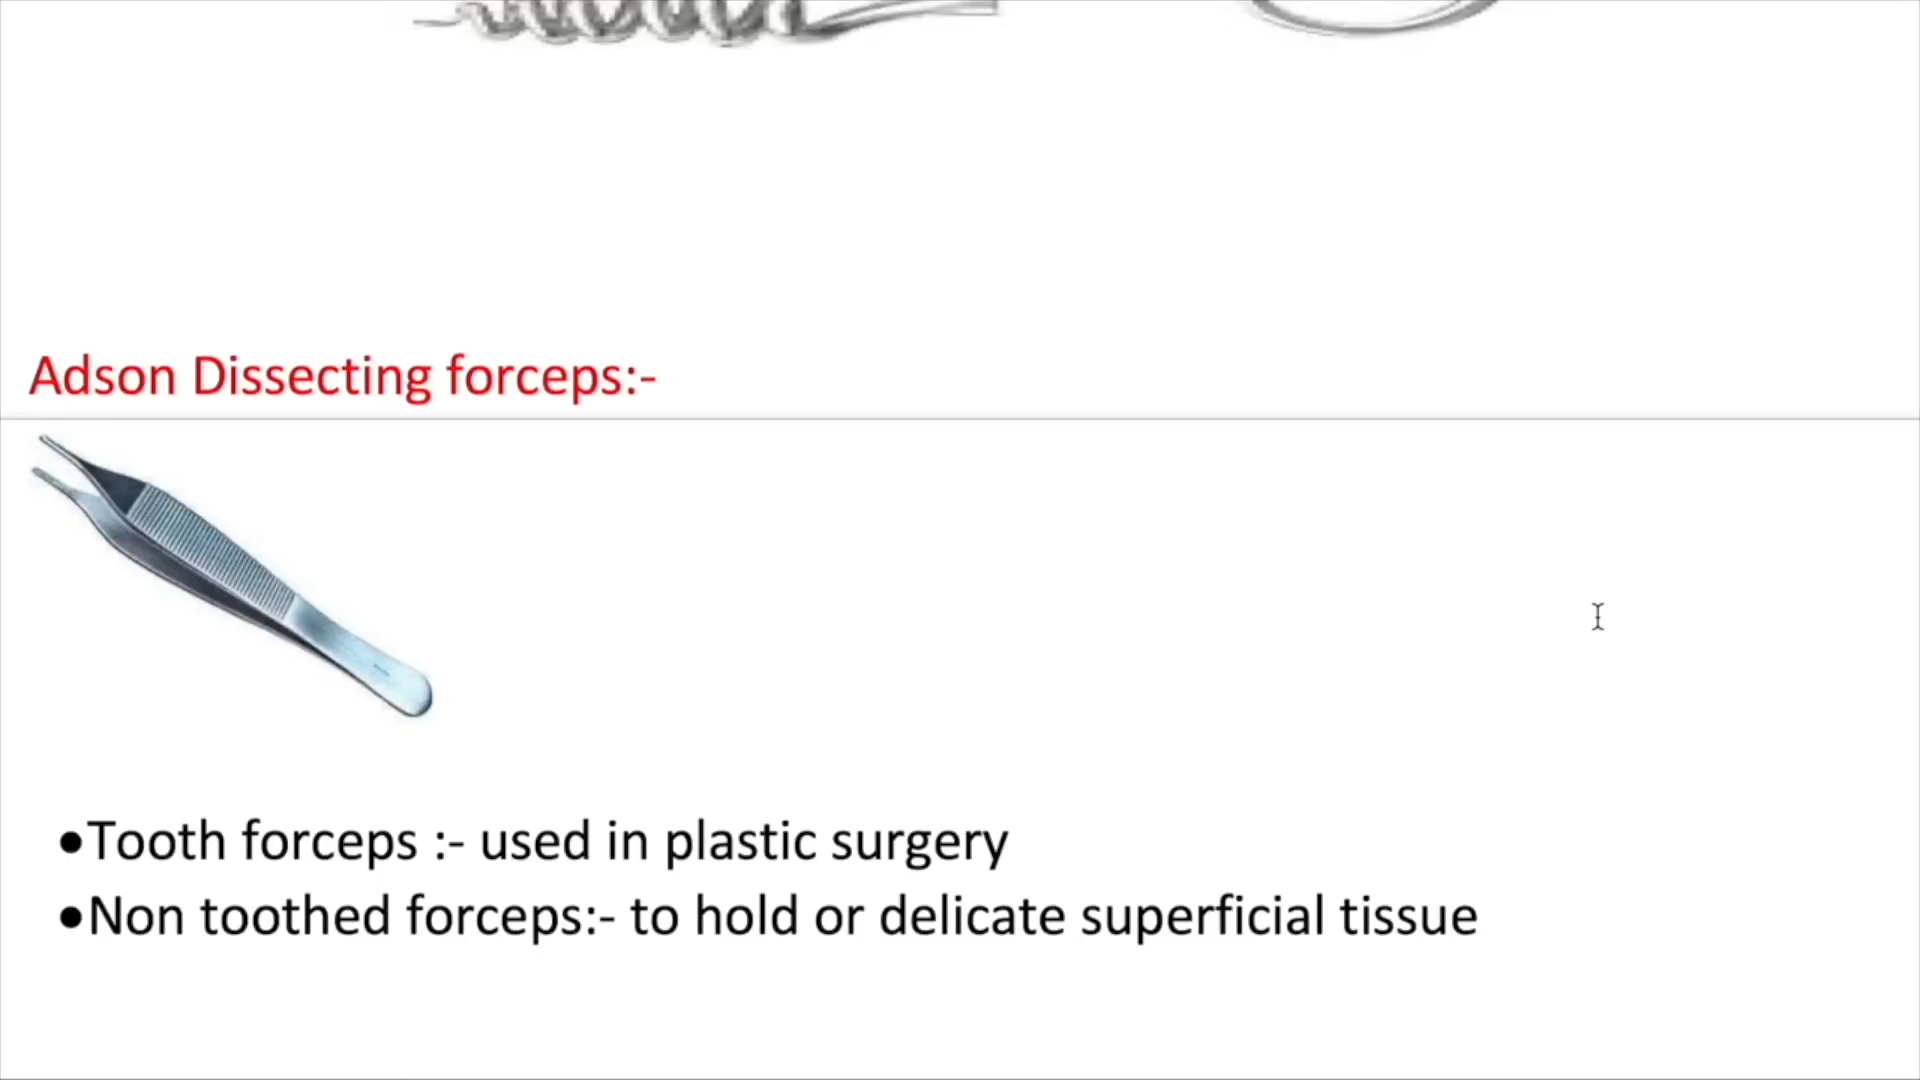 Adson Dissecting forceps:-
•Tooth forceps :- used in plastic surgery
•Non toothed forceps:- to hold or delicate superficial tissue